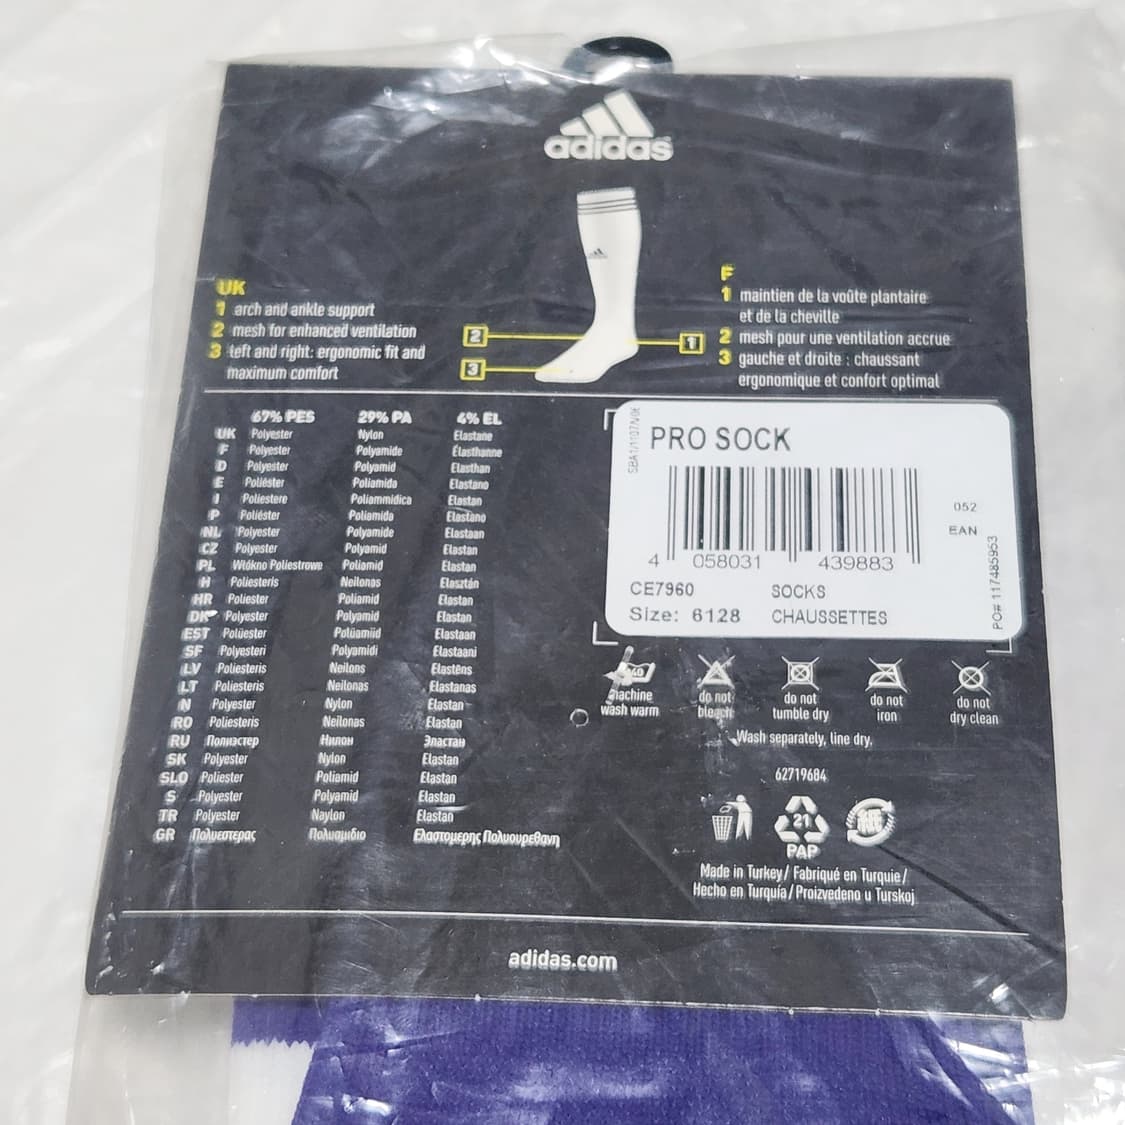 adidas
UK
1 arch and ankle support
2 mesh for enhanced ventilation
3 left and right: ergonomic fit and
maximum comfort
2
1
3
F
1 maintien de la voûte plantaire
et de la cheville
2 mesh pour une ventilation accrue
3 gauche et droite : chaussant
ergonomique et confort optimal
67% PES 29% PA 4% EL
UK Polyester Nylon Elastane
F Polyester Polyamide Élasthanne
D Polyester Polyamid Elasthan
E Poliéster Poliamida Elastano
I Poliestere Poliammidica Elastan
P Poliéster Poliamida Elastano
NL Polyester Polyamide Elastaan
CZ Polyester Polyamid Elastan
PL Włókno Poliestrowe Poliamid Elastan
H Poliesteris Neilonas Elasztán
HR Poliester Poliamid Elastan
DK Polyester Polyamid Elastan
EST Polüester Polüamiid Elastaan
SF Polyesteri Polyamidi Elastaani
LV Poliesteris Neilons Elastēns
LT Poliesteris Neilonas Elastanas
N Polyester Nylon Elastan
RO Poliesteris Neilonas Elastan
RU Полиэстер Нилон Эластан
SK Polyester Nylon Elastan
SLO Poliester Poliamid Elastan
S Polyester Polyamid Elastan
TR Polyester Naylon Elastan
GR Πολυεστερας Πολυαμιδιο Ελαστομερης Πολυουρεθανη
PRO SOCK
052
EAN
4 058031 439883
CE7960 SOCKS
Size: 6128 CHAUSSETTES
PO# 117485953
40
machine
wash warm
do not
bleach
do not
tumble dry
do not
iron
do not
dry clean
Wash separately, line dry.
62719684
21
PAP
Made in Turkey / Fabriqué en Turquie /
Hecho en Turquía / Proizvedeno u Turskoj
adidas.com